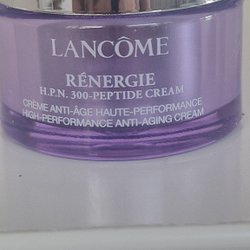 LANCÔME
RÉNERGIE
H.P.N. 300-PEPTIDE CREAM
CRÈME ANTI-ÂGE HAUTE-PERFORMANCE
HIGH-PERFORMANCE ANTI-AGING CREAM